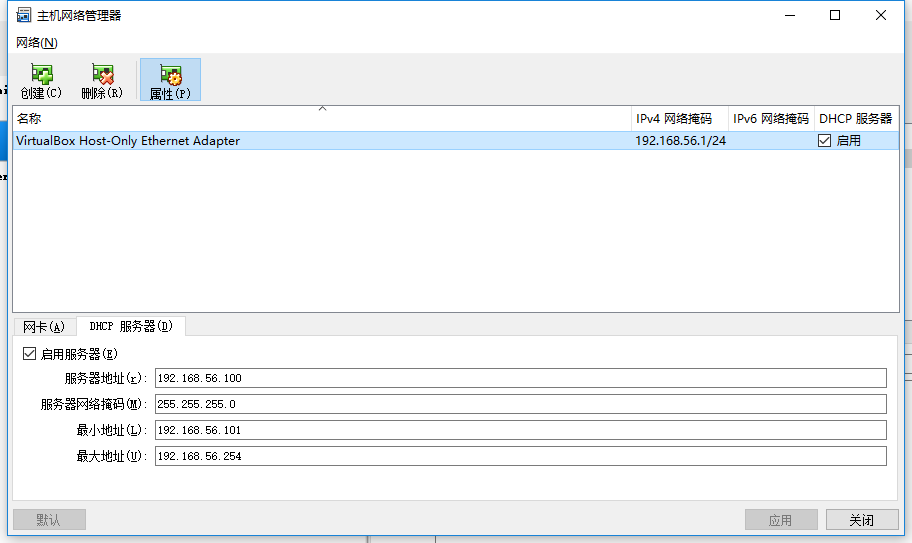 主机网络管理器
网络(N)
创建(C) 删除(R) 属性(P)
名称 IPv4 网络掩码 IPv6 网络掩码 DHCP 服务器
VirtualBox Host-Only Ethernet Adapter 192.168.56.1/24 启用
网卡(A) DHCP 服务器(D)
启用服务器(E)
服务器地址(r): 192.168.56.100
服务器网络掩码(M): 255.255.255.0
最小地址(L): 192.168.56.101
最大地址(U): 192.168.56.254
默认 应用 关闭